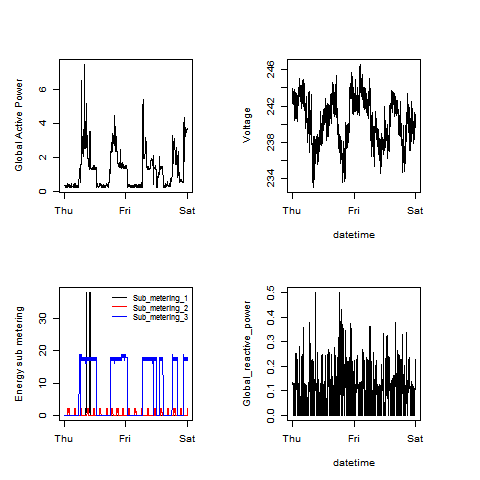 Global Active Power
0 2 4 6
Thu Fri Sat
Voltage
234 238 242 246
Thu Fri Sat
datetime
Energy sub metering
0 10 20 30
Sub_metering_1
Sub_metering_2
Sub_metering_3
Thu Fri Sat
Global_reactive_power
0.0 0.1 0.2 0.3 0.4 0.5
Thu Fri Sat
datetime